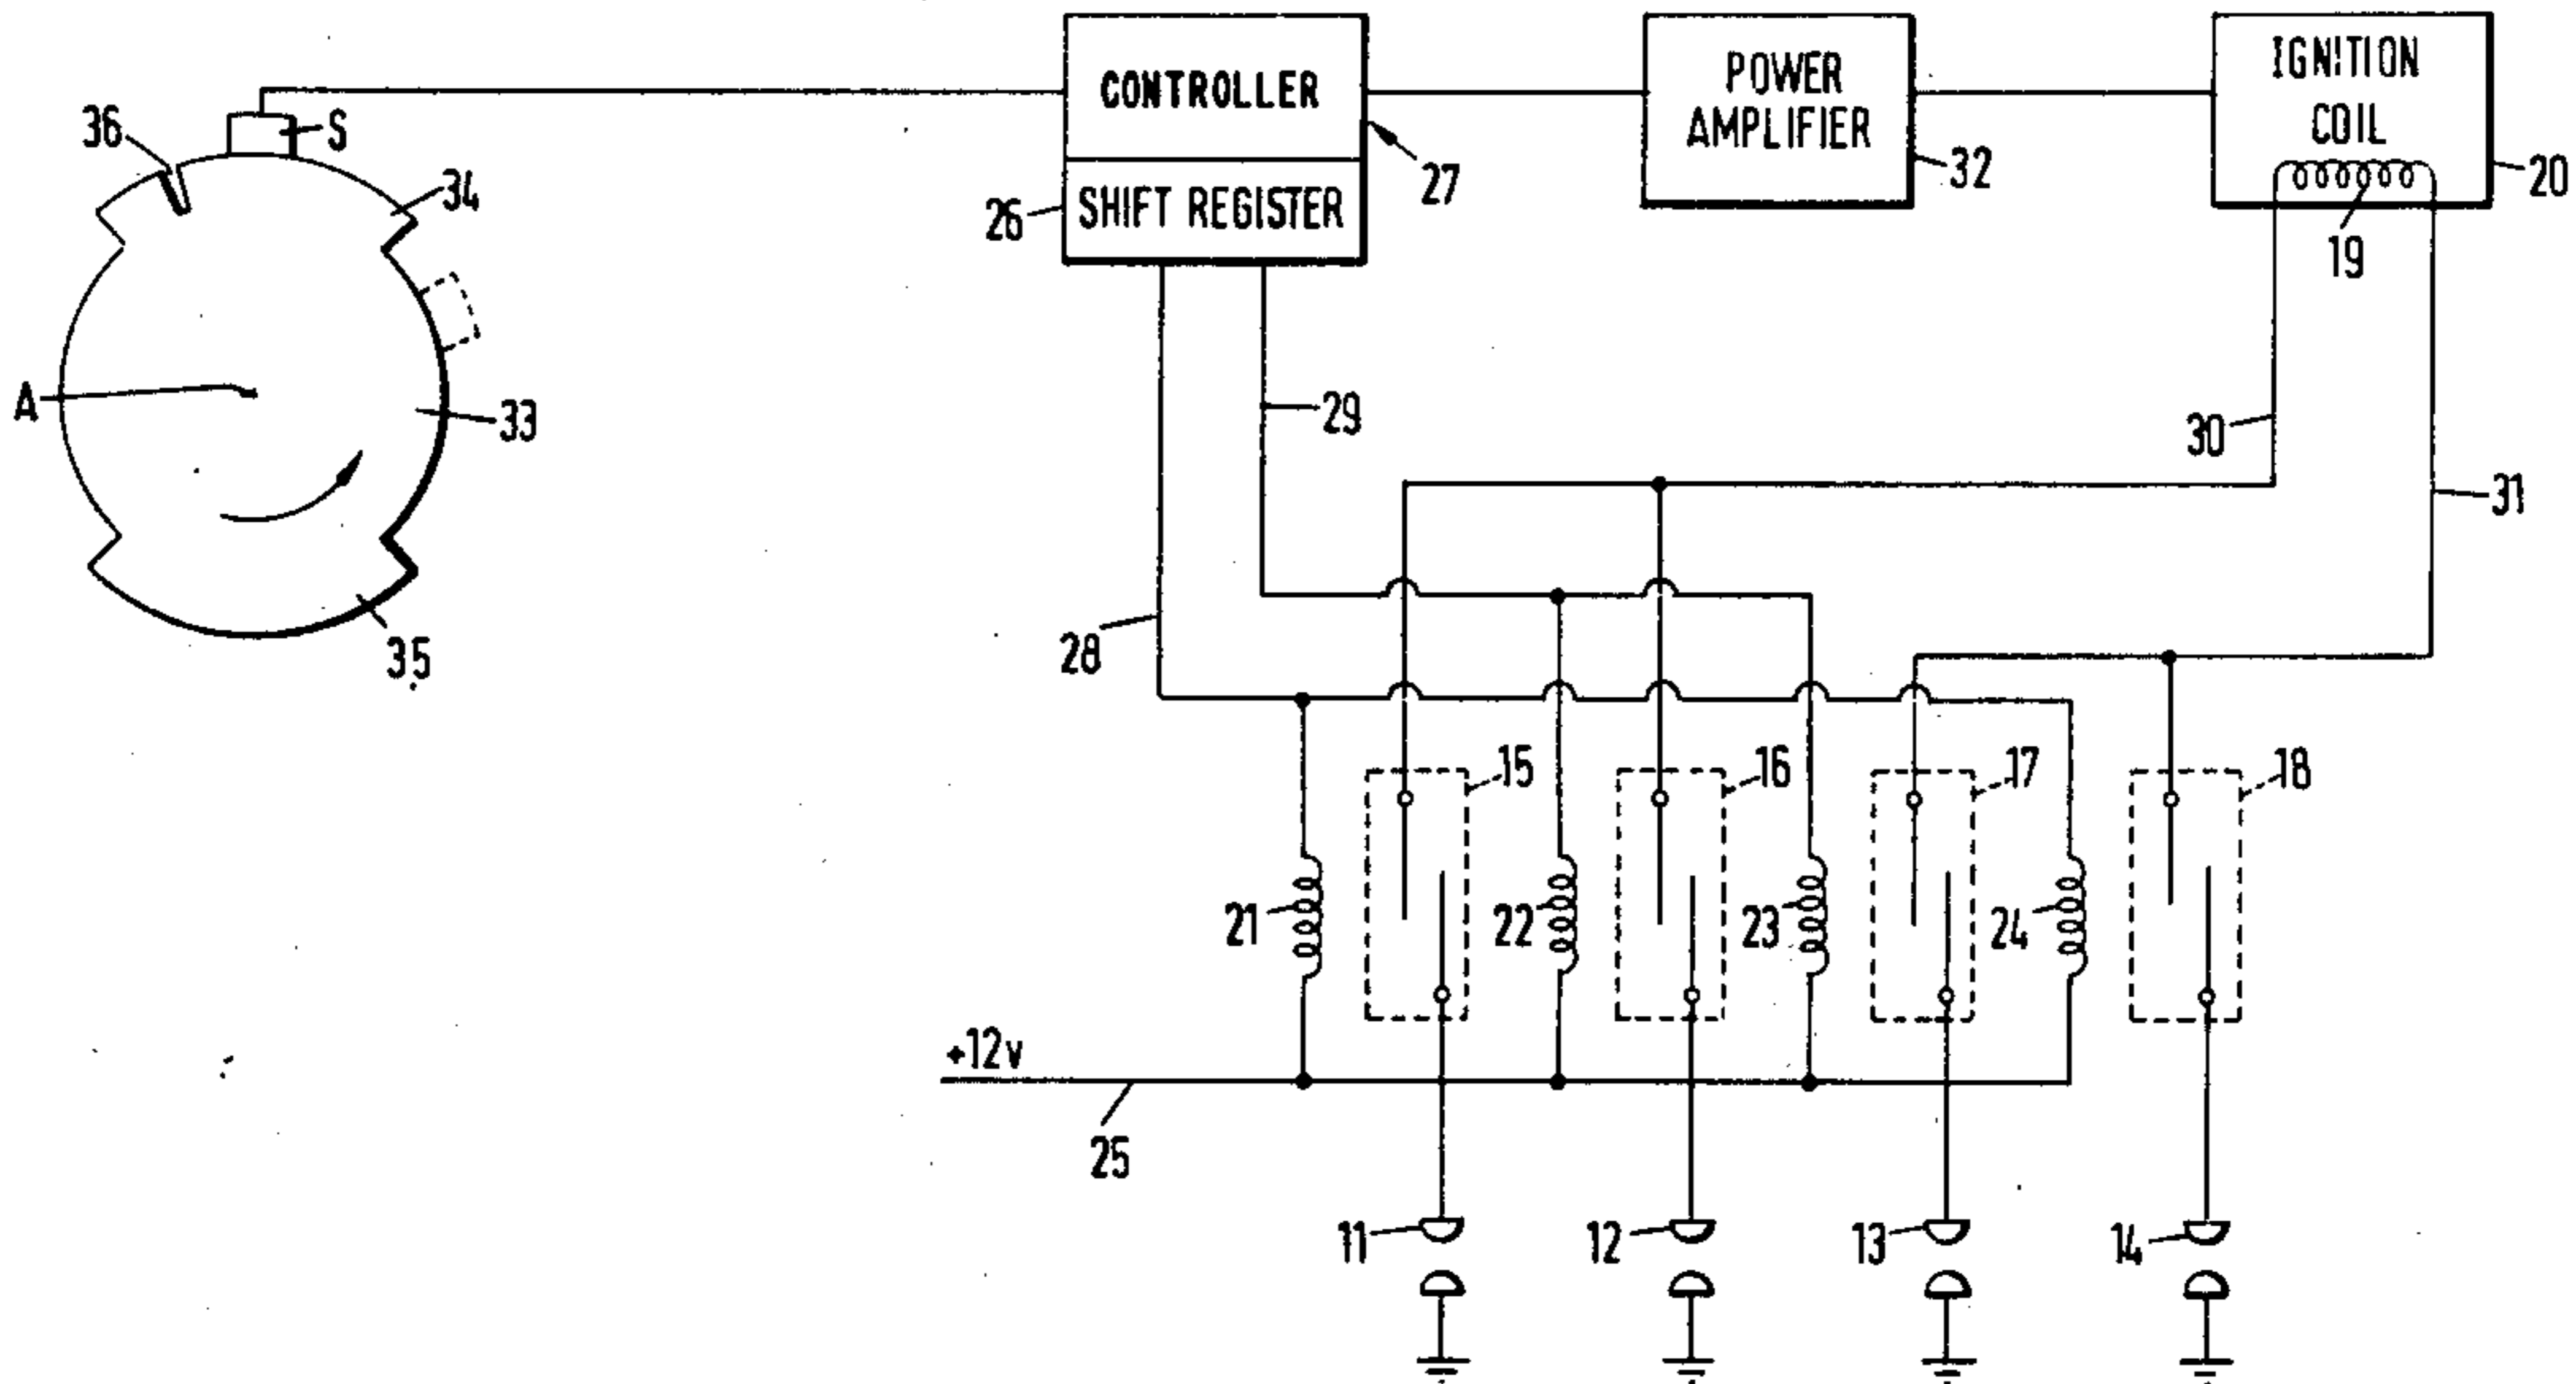 CONTROLLER
SHIFT REGISTER
POWER
AMPLIFIER
IGNITION
COIL
36
S
34
A
33
35
26
27
32
20
19
28
29
30
31
15
16
17
18
21
22
23
24
+12v
25
11
12
13
14